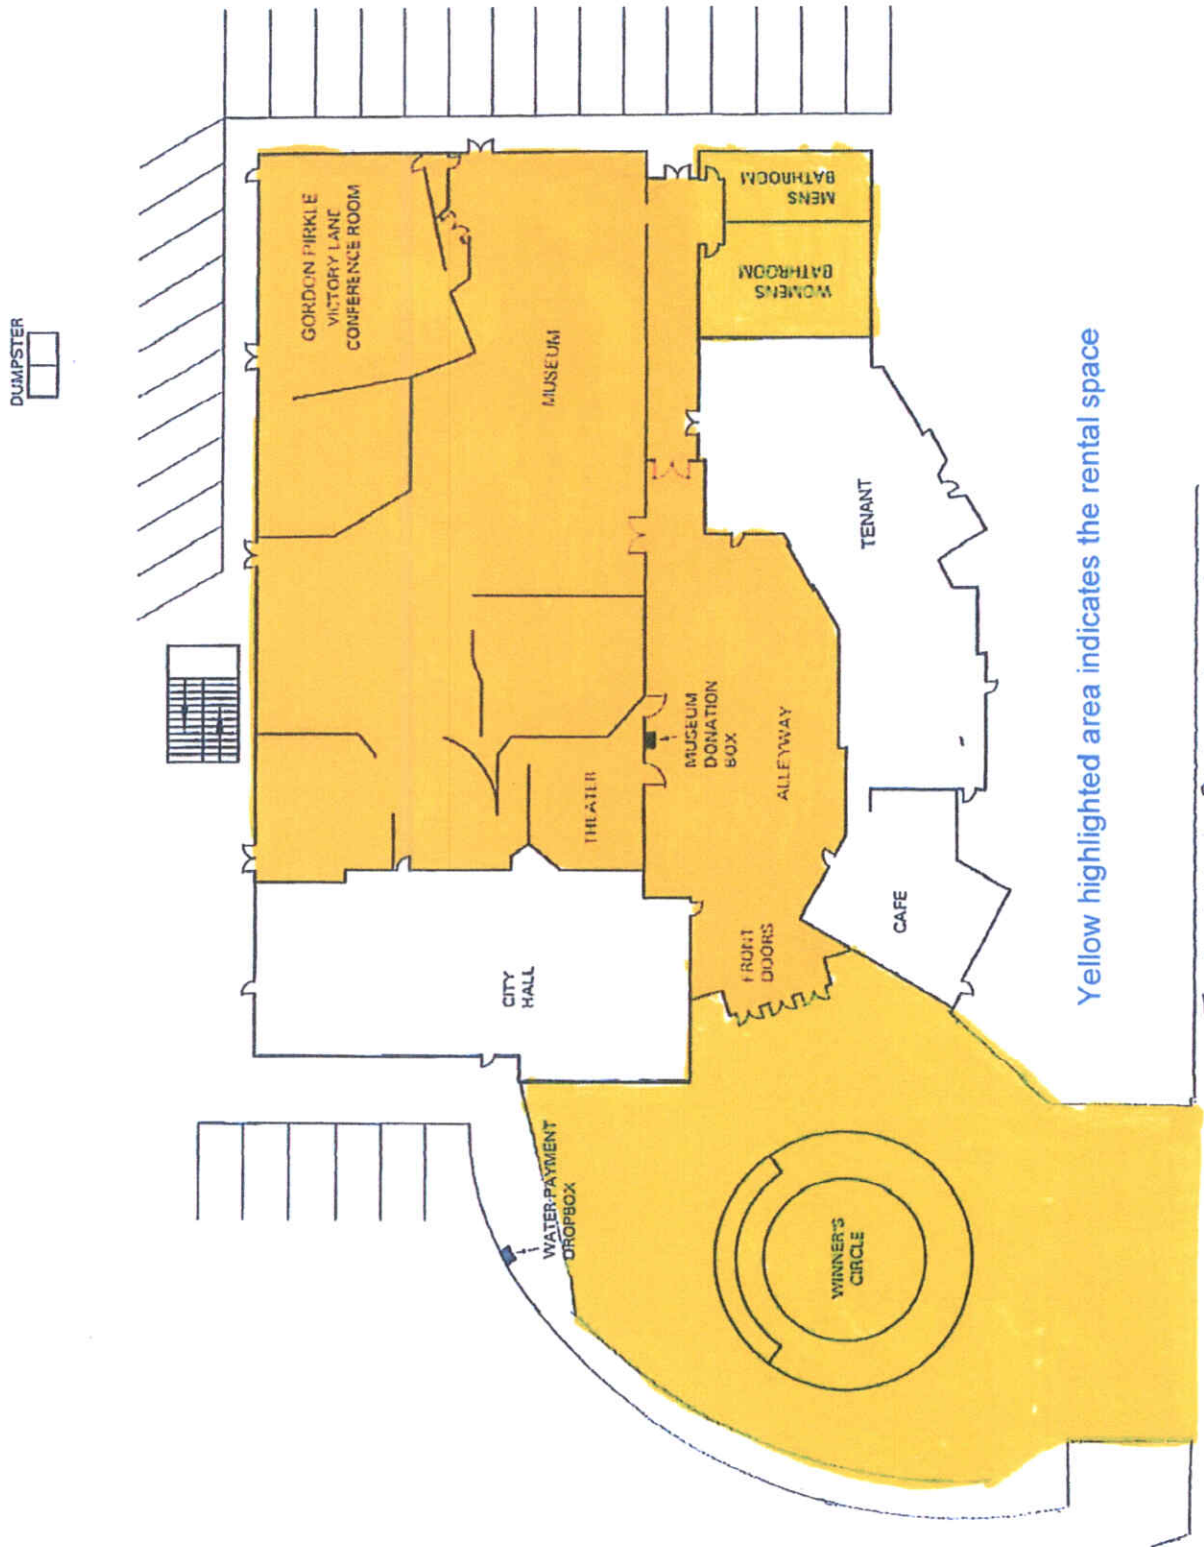 DUMPSTER
GORDON PIRKLE
VICTORY LAND
CONFERENCE ROOM
MUSEUM
MENS
BATHROOM
WOMENS
BATHROOM
TENANT
MUSEUM
DONATION
BOX
ALLEYWAY
THEATER
CITY
HALL
FRONT
DOORS
CAFE
WATER PAYMENT
DROPBOX
WINNER'S
CIRCLE
Yellow highlighted area indicates the rental space